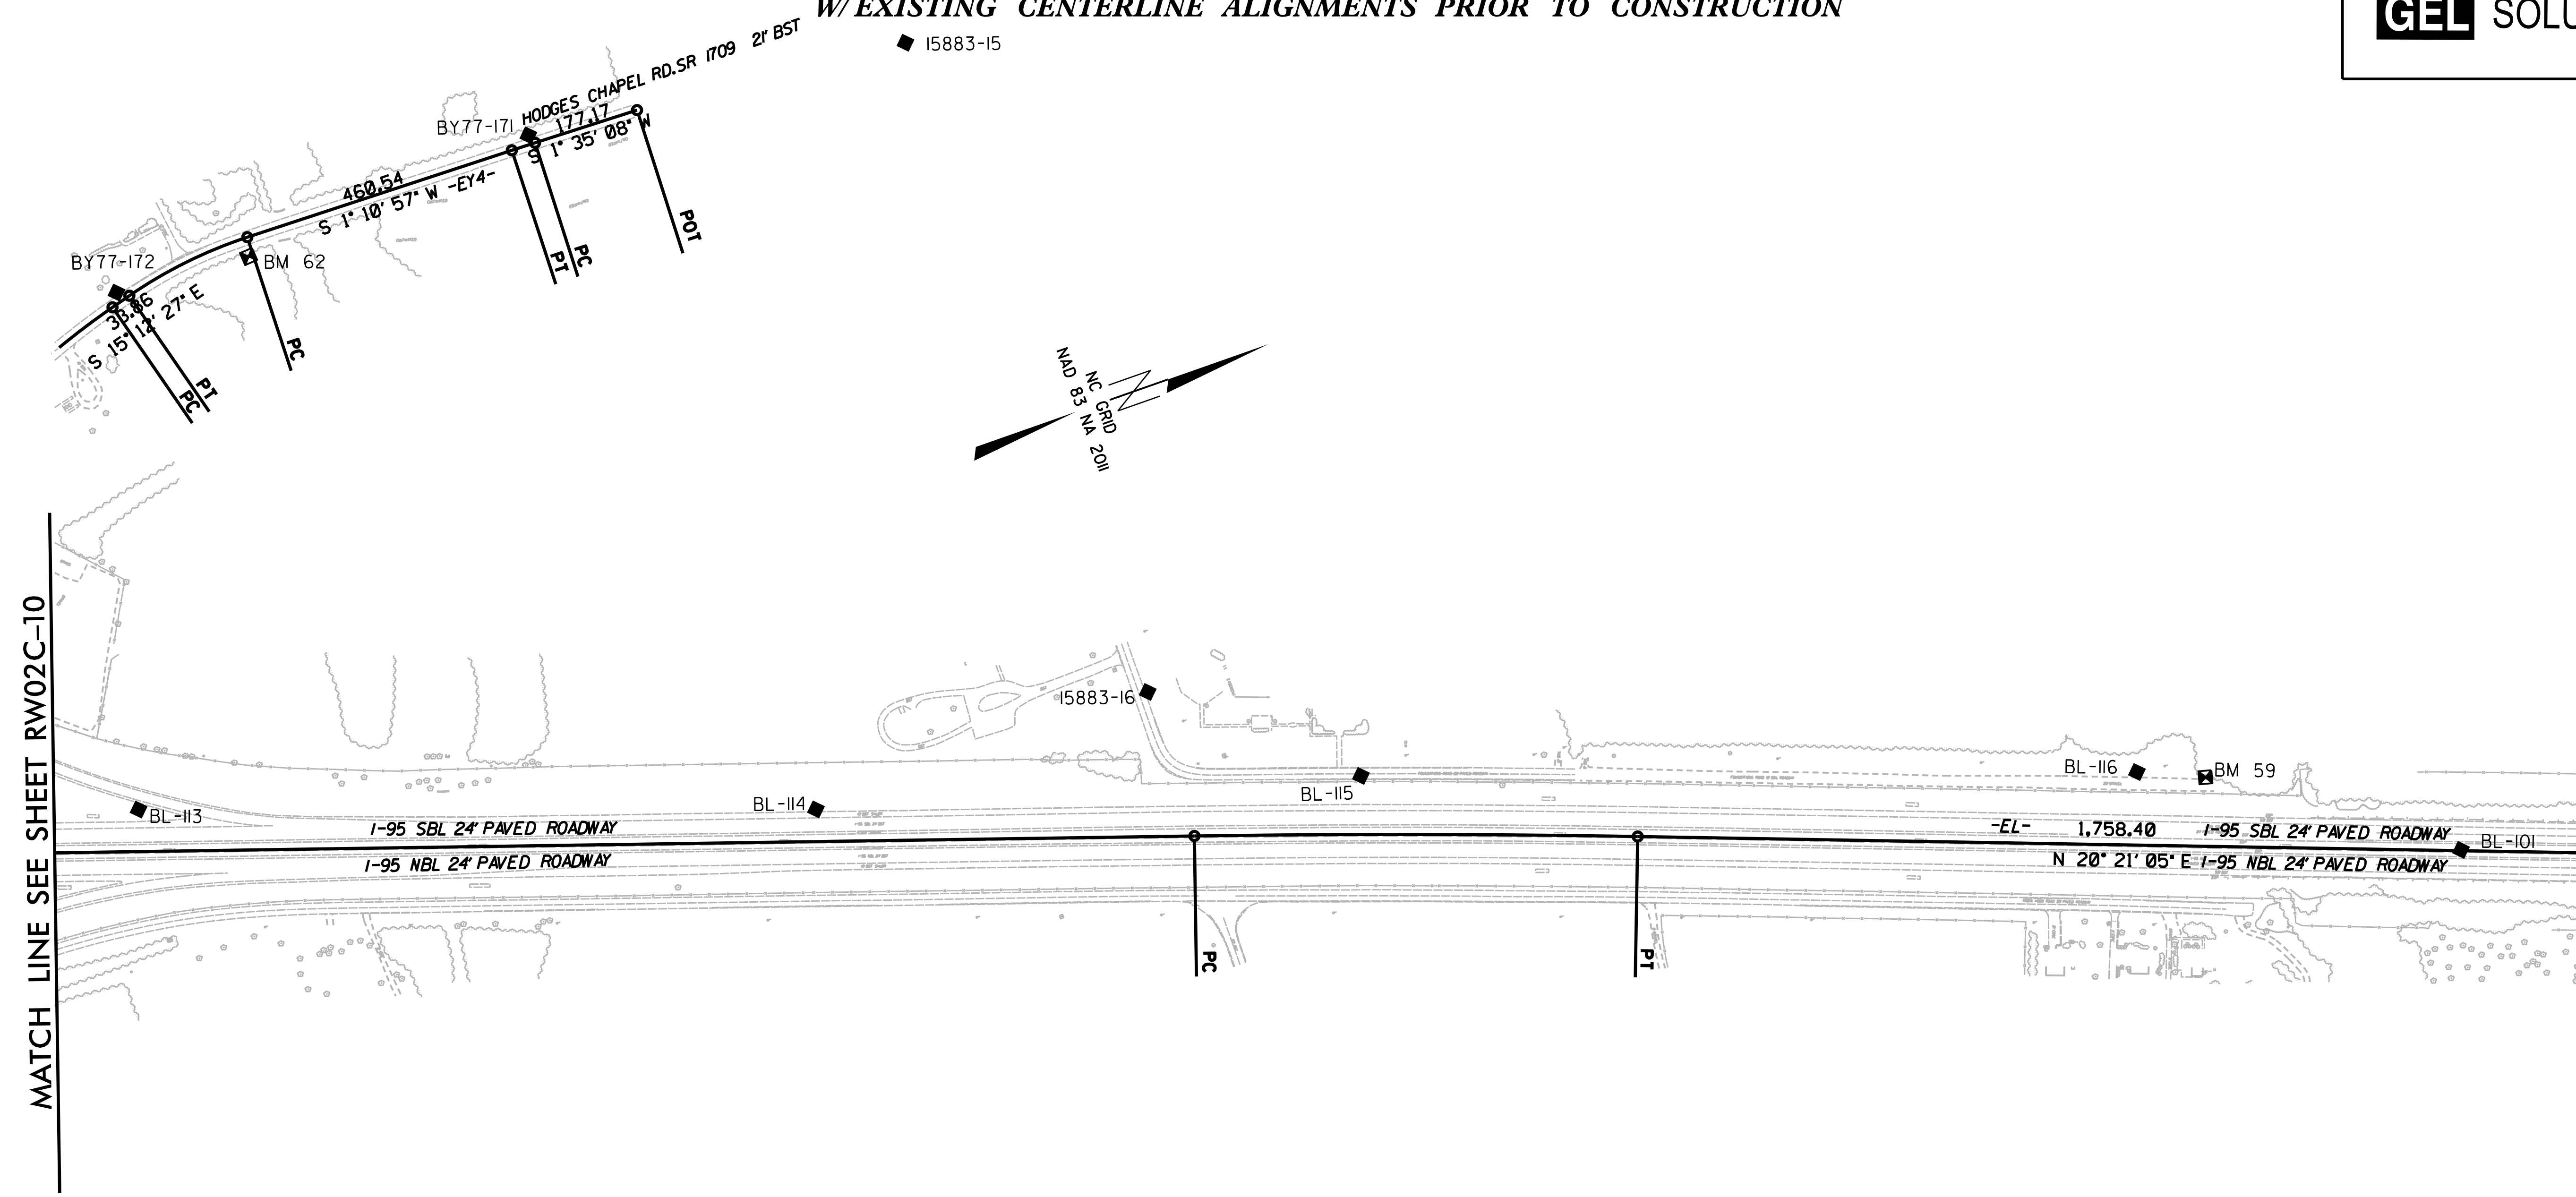 W/ EXISTING CENTERLINE ALIGNMENTS PRIOR TO CONSTRUCTION
GEL SOLU
15883-15
HODGES CHAPEL RD.SR 1709 21' BST
BY77-171
177.17
S 1° 35' 08" W
460.54
S 1° 10' 57" W -EY4-
POT
PC
PT
BM 62
BY77-172
33.86
S 15° 12' 27" E
PC
PT
PC
NC GRID
NAD 83 NA 2011
MATCH LINE SEE SHEET RW02C-10
15883-16
BL-113
BL-114
BL-115
BL-116
BM 59
BL-101
I-95 SBL 24' PAVED ROADWAY
I-95 NBL 24' PAVED ROADWAY
-EL- 1,758.40 I-95 SBL 24' PAVED ROADWAY
N 20° 21' 05" E I-95 NBL 24' PAVED ROADWAY
PC
PT